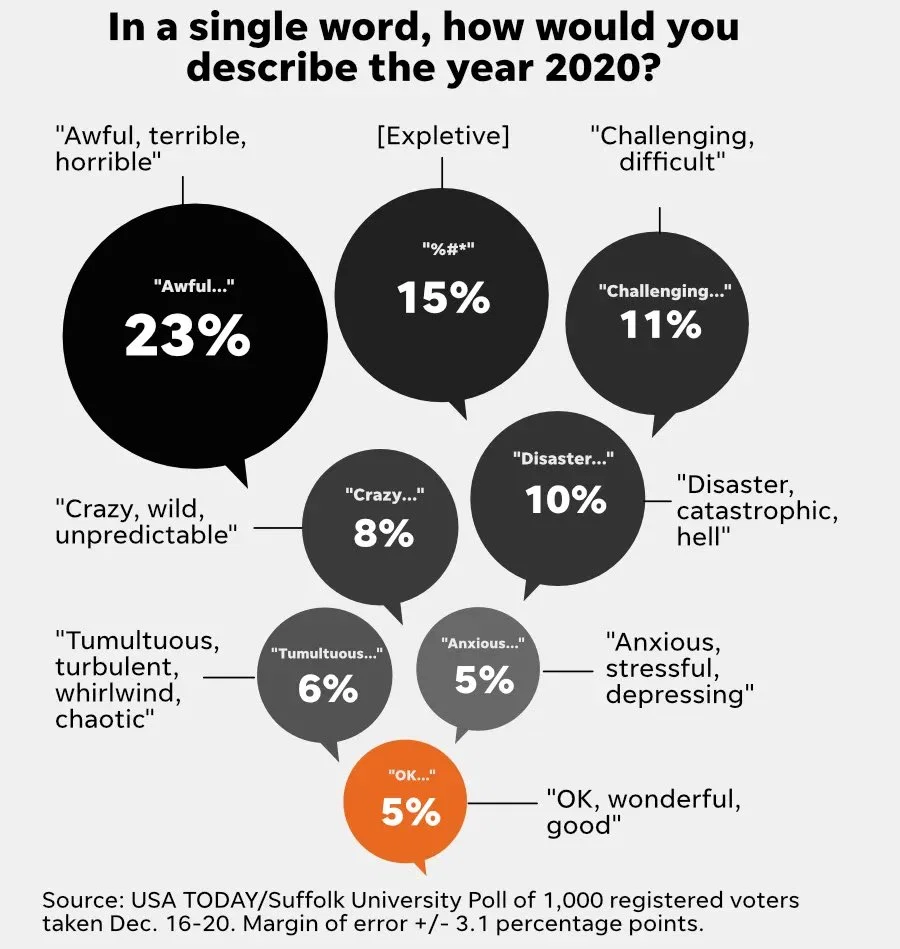 In a single word, how would you
describe the year 2020?
"Awful, terrible,
horrible"
[Expletive]
"Challenging,
difficult"
"Awful..."
23%
"%#*"
15%
"Challenging..."
11%
"Crazy, wild,
unpredictable"
"Crazy..."
8%
"Disaster..."
10%
"Disaster,
catastrophic,
hell"
"Tumultuous,
turbulent,
whirlwind,
chaotic"
"Tumultuous..."
6%
"Anxious..."
5%
"Anxious,
stressful,
depressing"
"OK..."
5%
"OK, wonderful,
good"
Source: USA TODAY/Suffolk University Poll of 1,000 registered voters
taken Dec. 16-20. Margin of error +/- 3.1 percentage points.